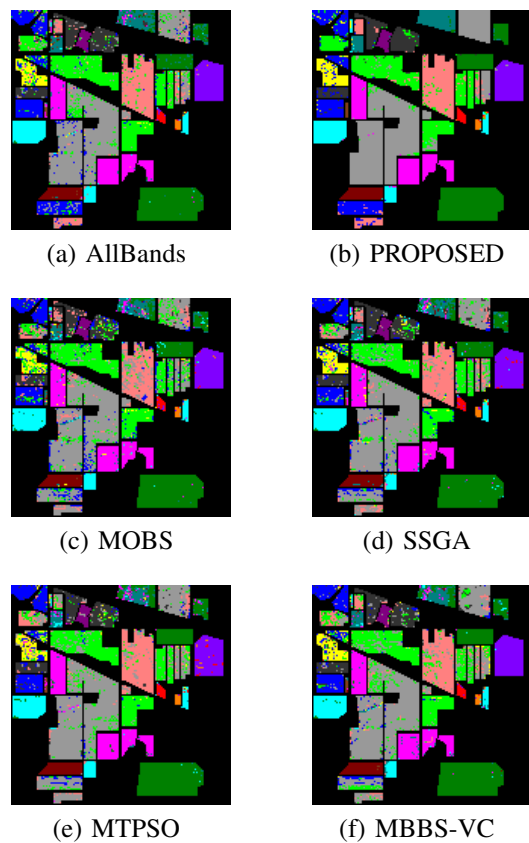 (a) AllBands
(b) PROPOSED
(c) MOBS
(d) SSGA
(e) MTPSO
(f) MBBS-VC